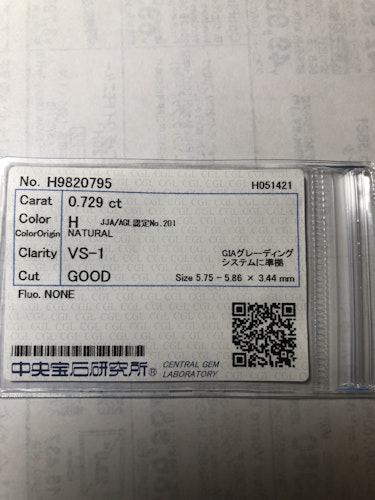 No. H9820795
H051421
Carat 0.729 ct
Color H JJA/AGL認定No.201
ColorOrigin NATURAL
Clarity VS-1 GIAグレーディング
システムに準拠
Cut GOOD Size 5.75 - 5.86 × 3.44 mm
Fluo. NONE
中央宝石研究所® CENTRAL GEM
LABORATORY